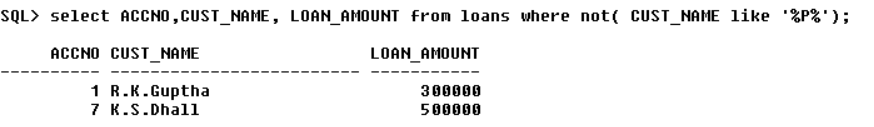 SQL> select ACCNO,CUST_NAME, LOAN_AMOUNT from loans where not( CUST_NAME like '%P%');
ACCNO CUST_NAME LOAN_AMOUNT
---------- ------------------------- -----------
1 R.K.Guptha 300000
7 K.S.Dhall 500000